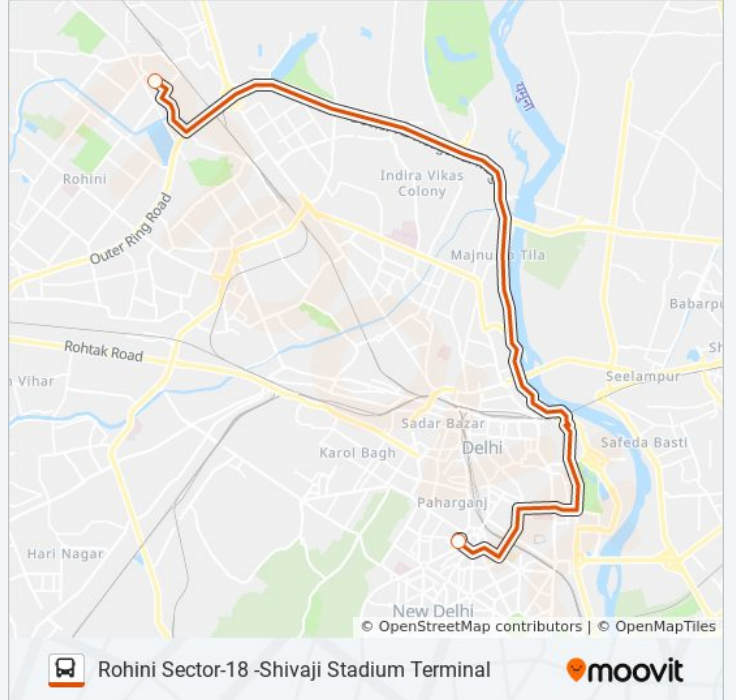 यमुना
Indira Vikas
Colony
Rohini
Outer Ring Road
Majnu
Tila
Babarpu
Rohtak Road
Sh
n Vihar
Seelampur
Sadar Bazar
Safeda Basti
Delhi
Karol Bagh
Paharganj
Hari Nagar
New Delhi
© OpenStreetMap contributors | © OpenMapTiles
Rohini Sector-18 -Shivaji Stadium Terminal
moovit